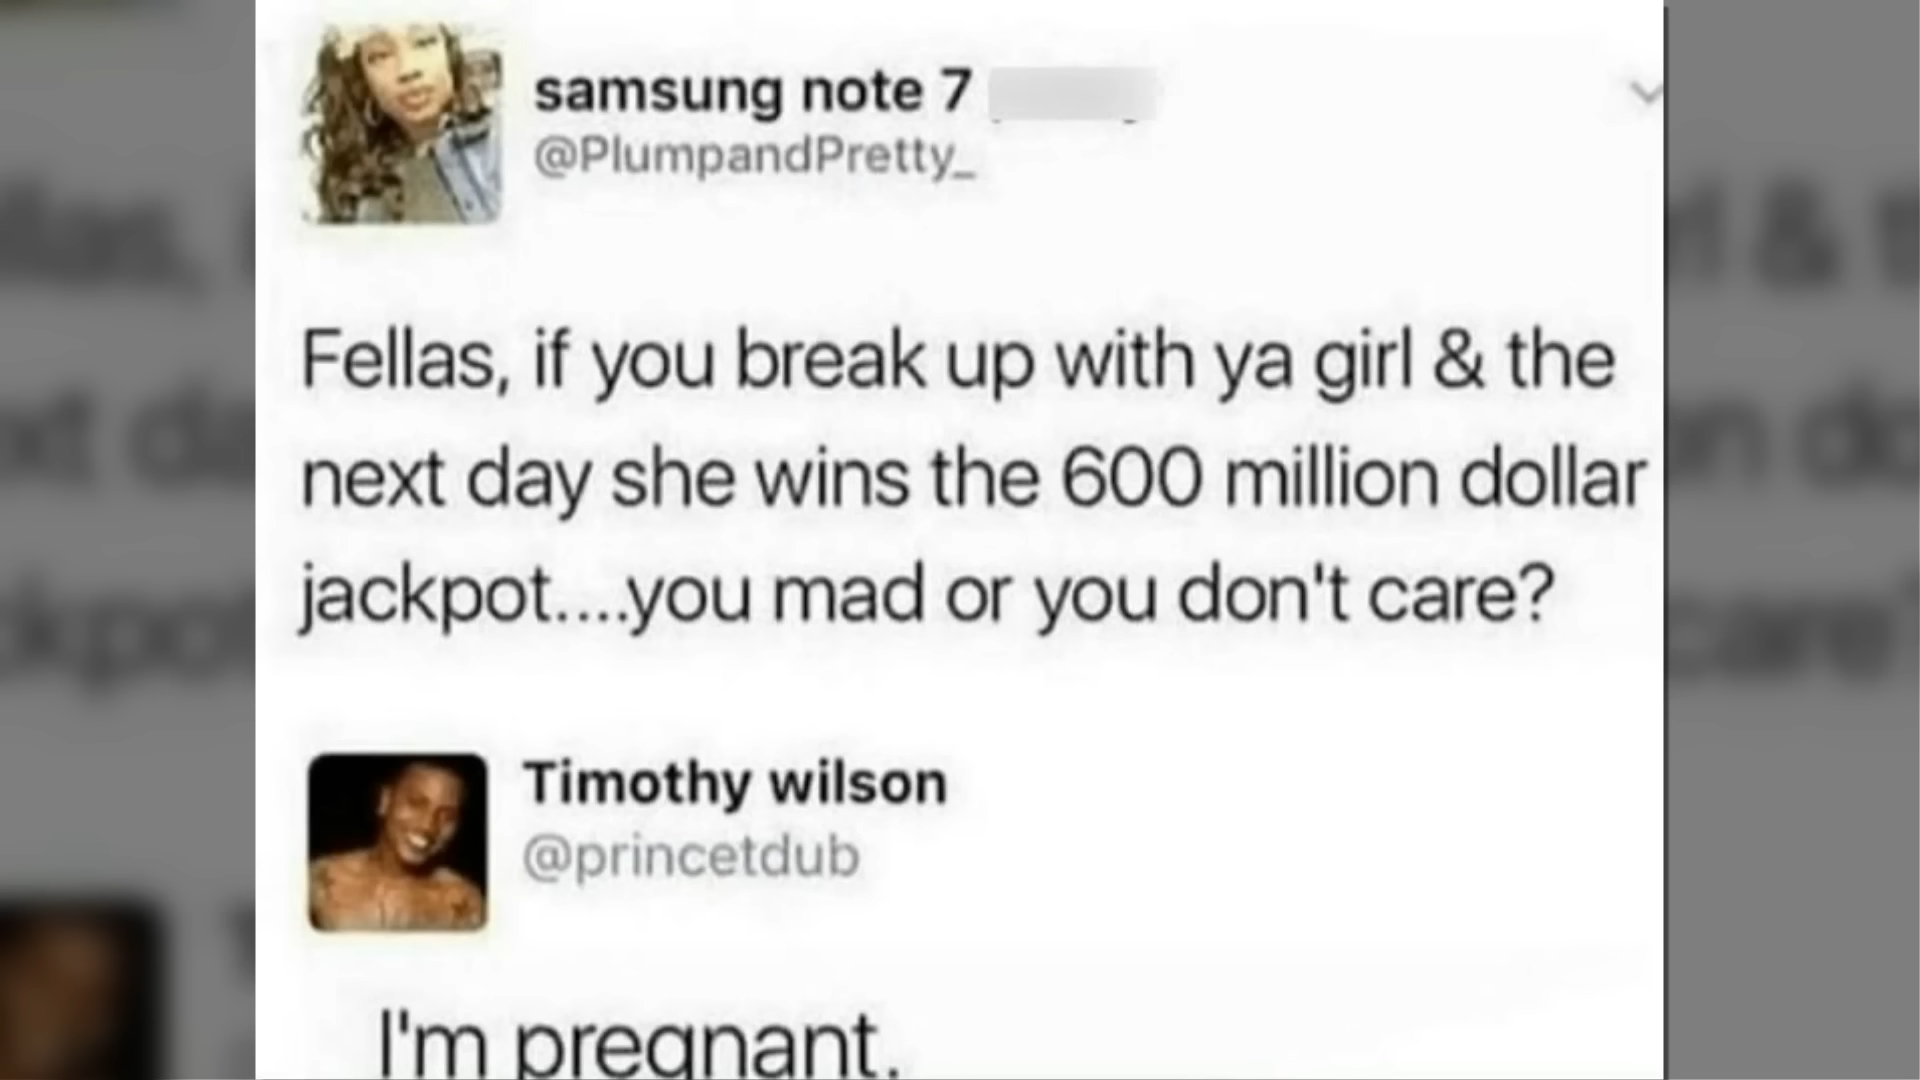 samsung note 7
@PlumpandPretty_
Fellas, if you break up with ya girl & the
next day she wins the 600 million dollar
jackpot....you mad or you don't care?
Timothy wilson
@princetdub
I'm pregnant.